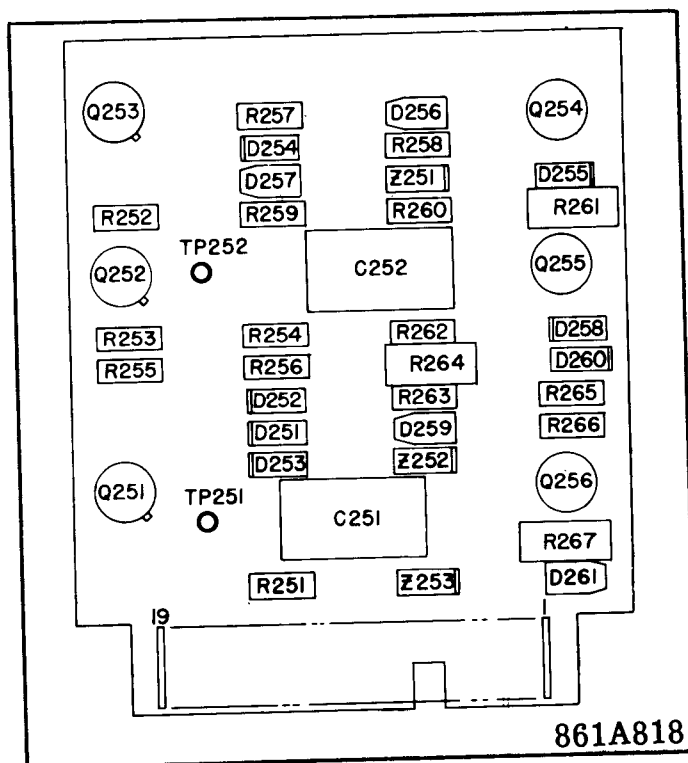 Q253 R257 D256 Q254
D254 R258
D257 Z251 D255
R252 R259 R260 R261
TP252
Q252 C252 Q255
R253 R254 R262 D258
R255 R256 R264 D260
D252 R263 R265
D251 D259 R266
D253 Z252
Q251 TP251 C251 Q256
R267
R251 Z253 D261
19 1
861A818